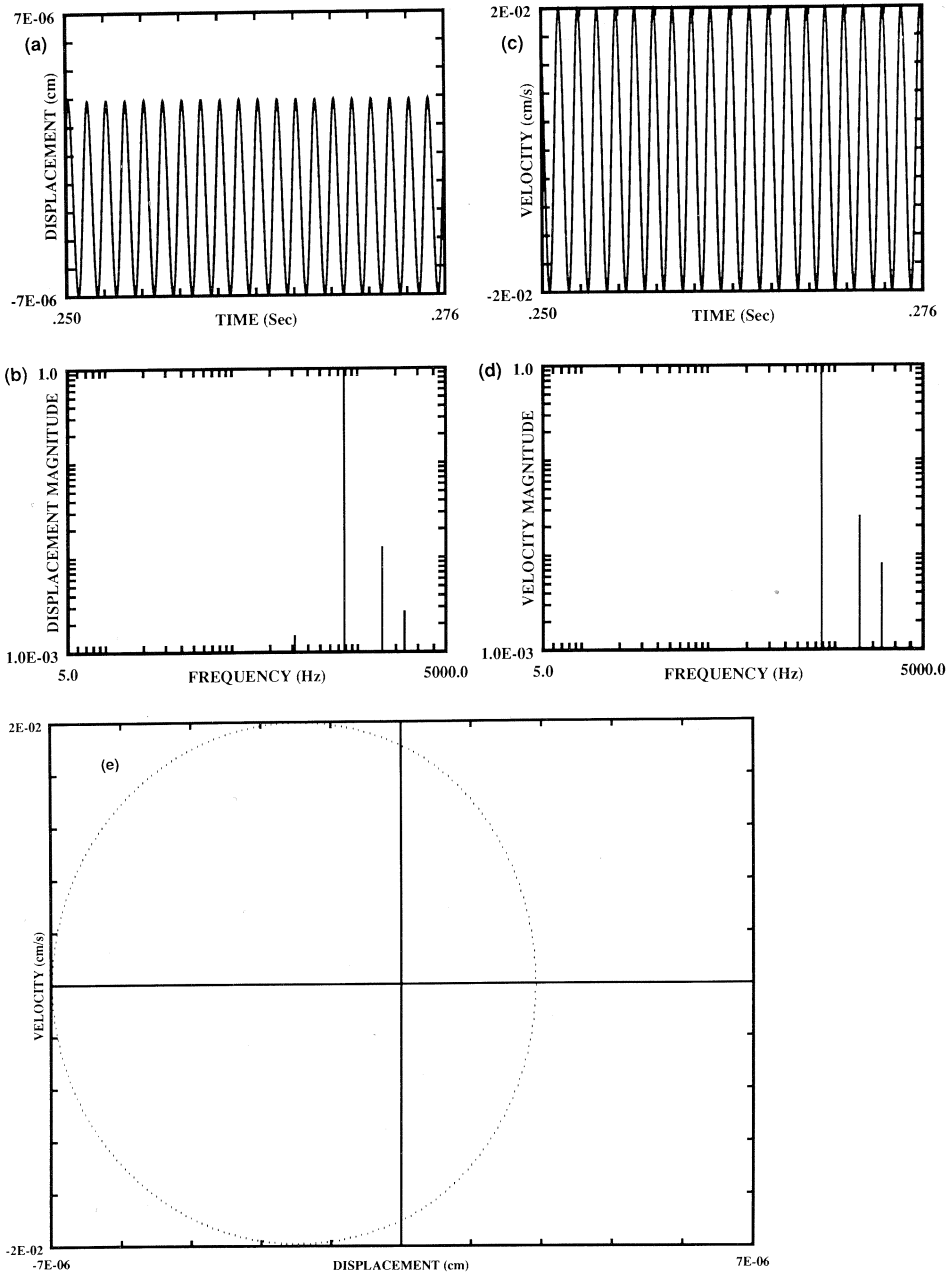 (a)
7E-06
DISPLACEMENT (cm)
-7E-06
.250
TIME (Sec)
.276
(c)
2E-02
VELOCITY (cm/s)
-2E-02
.250
TIME (Sec)
.276
(b)
1.0
DISPLACEMENT MAGNITUDE
1.0E-03
5.0
FREQUENCY (Hz)
5000.0
(d)
1.0
VELOCITY MAGNITUDE
1.0E-03
5.0
FREQUENCY (Hz)
5000.0
2E-02
(e)
VELOCITY (cm/s)
-2E-02
-7E-06
DISPLACEMENT (cm)
7E-06